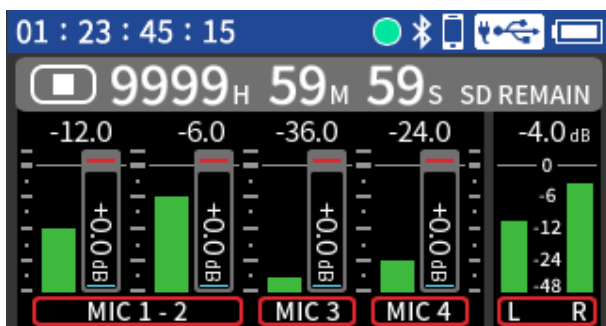 01 : 23 : 45 : 15
9999H 59M 59S SD REMAIN
-12.0 -6.0 -36.0 -24.0 -4.0 dB
0
-6
+0.0dB +0.0dB +0.0dB +0.0dB -12
-24
-48
MIC 1 - 2 MIC 3 MIC 4 L R